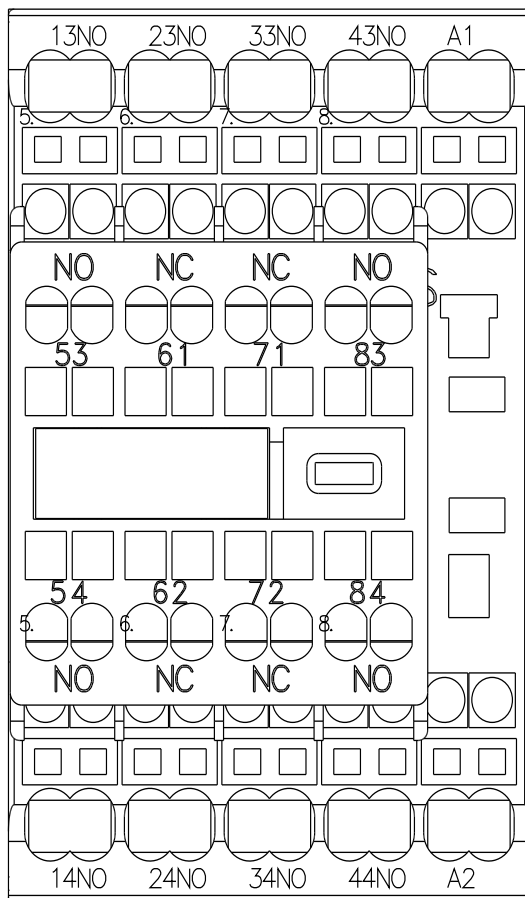 13NO 23NO 33NO 43NO A1
5. 6. 7. 8.
NO NC NC NO
53 61 71 83
54 62 72 84
5. 6. 7. 8.
NO NC NC NO
14NO 24NO 34NO 44NO A2